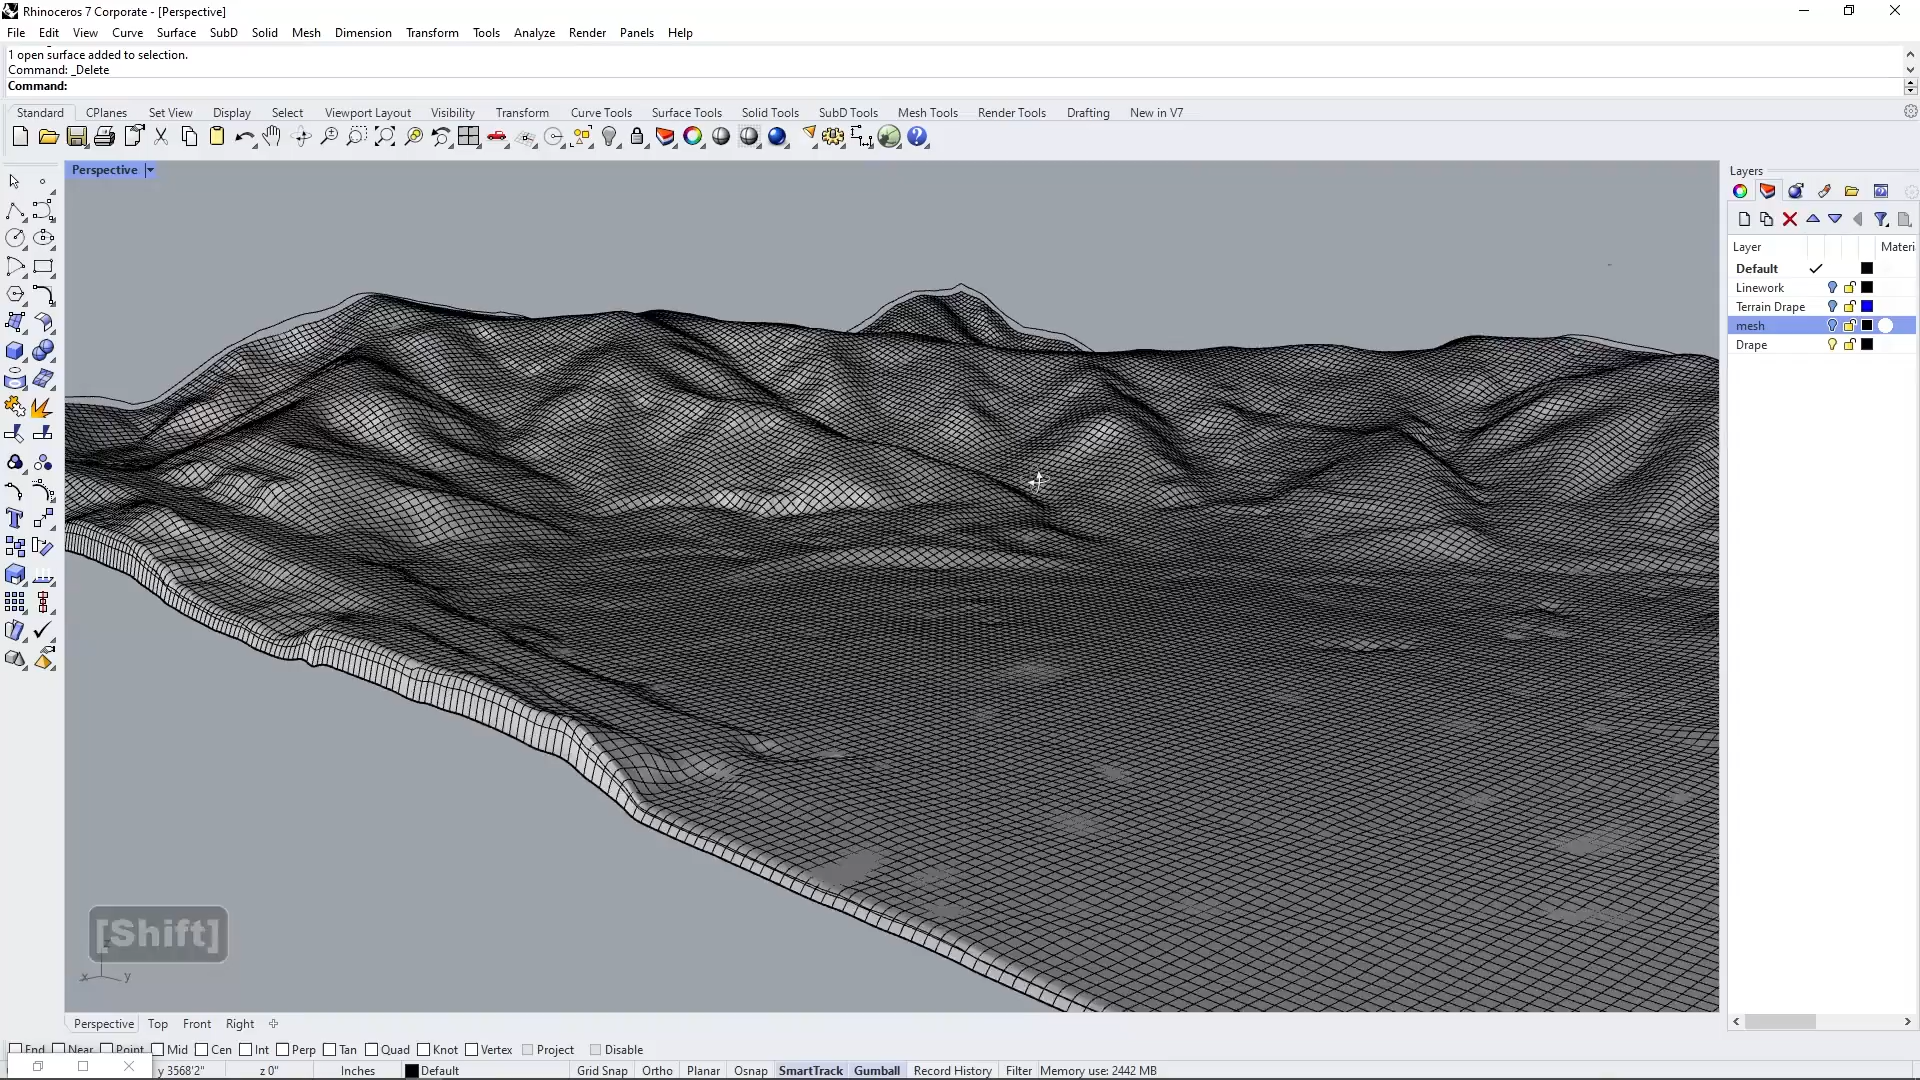 Rhinoceros 7 Corporate - [Perspective]
File Edit View Curve Surface SubD Solid Mesh Dimension Transform Tools Analyze Render Panels Help
1 open surface added to selection.
Command: _Delete
Command:
Standard CPlanes Set View Display Select Viewport Layout Visibility Transform Curve Tools Surface Tools Solid Tools SubD Tools Mesh Tools Render Tools Drafting New in V7
Perspective
Layers
Layer Materi
Default
Linework
Terrain Drape
mesh
Drape
[Shift]
z
x y
Perspective Top Front Right
End Near Point Mid Cen Int Perp Tan Quad Knot Vertex Project Disable
y 3568'2" z 0" Inches Default Grid Snap Ortho Planar Osnap SmartTrack Gumball Record History Filter Memory use: 2442 MB